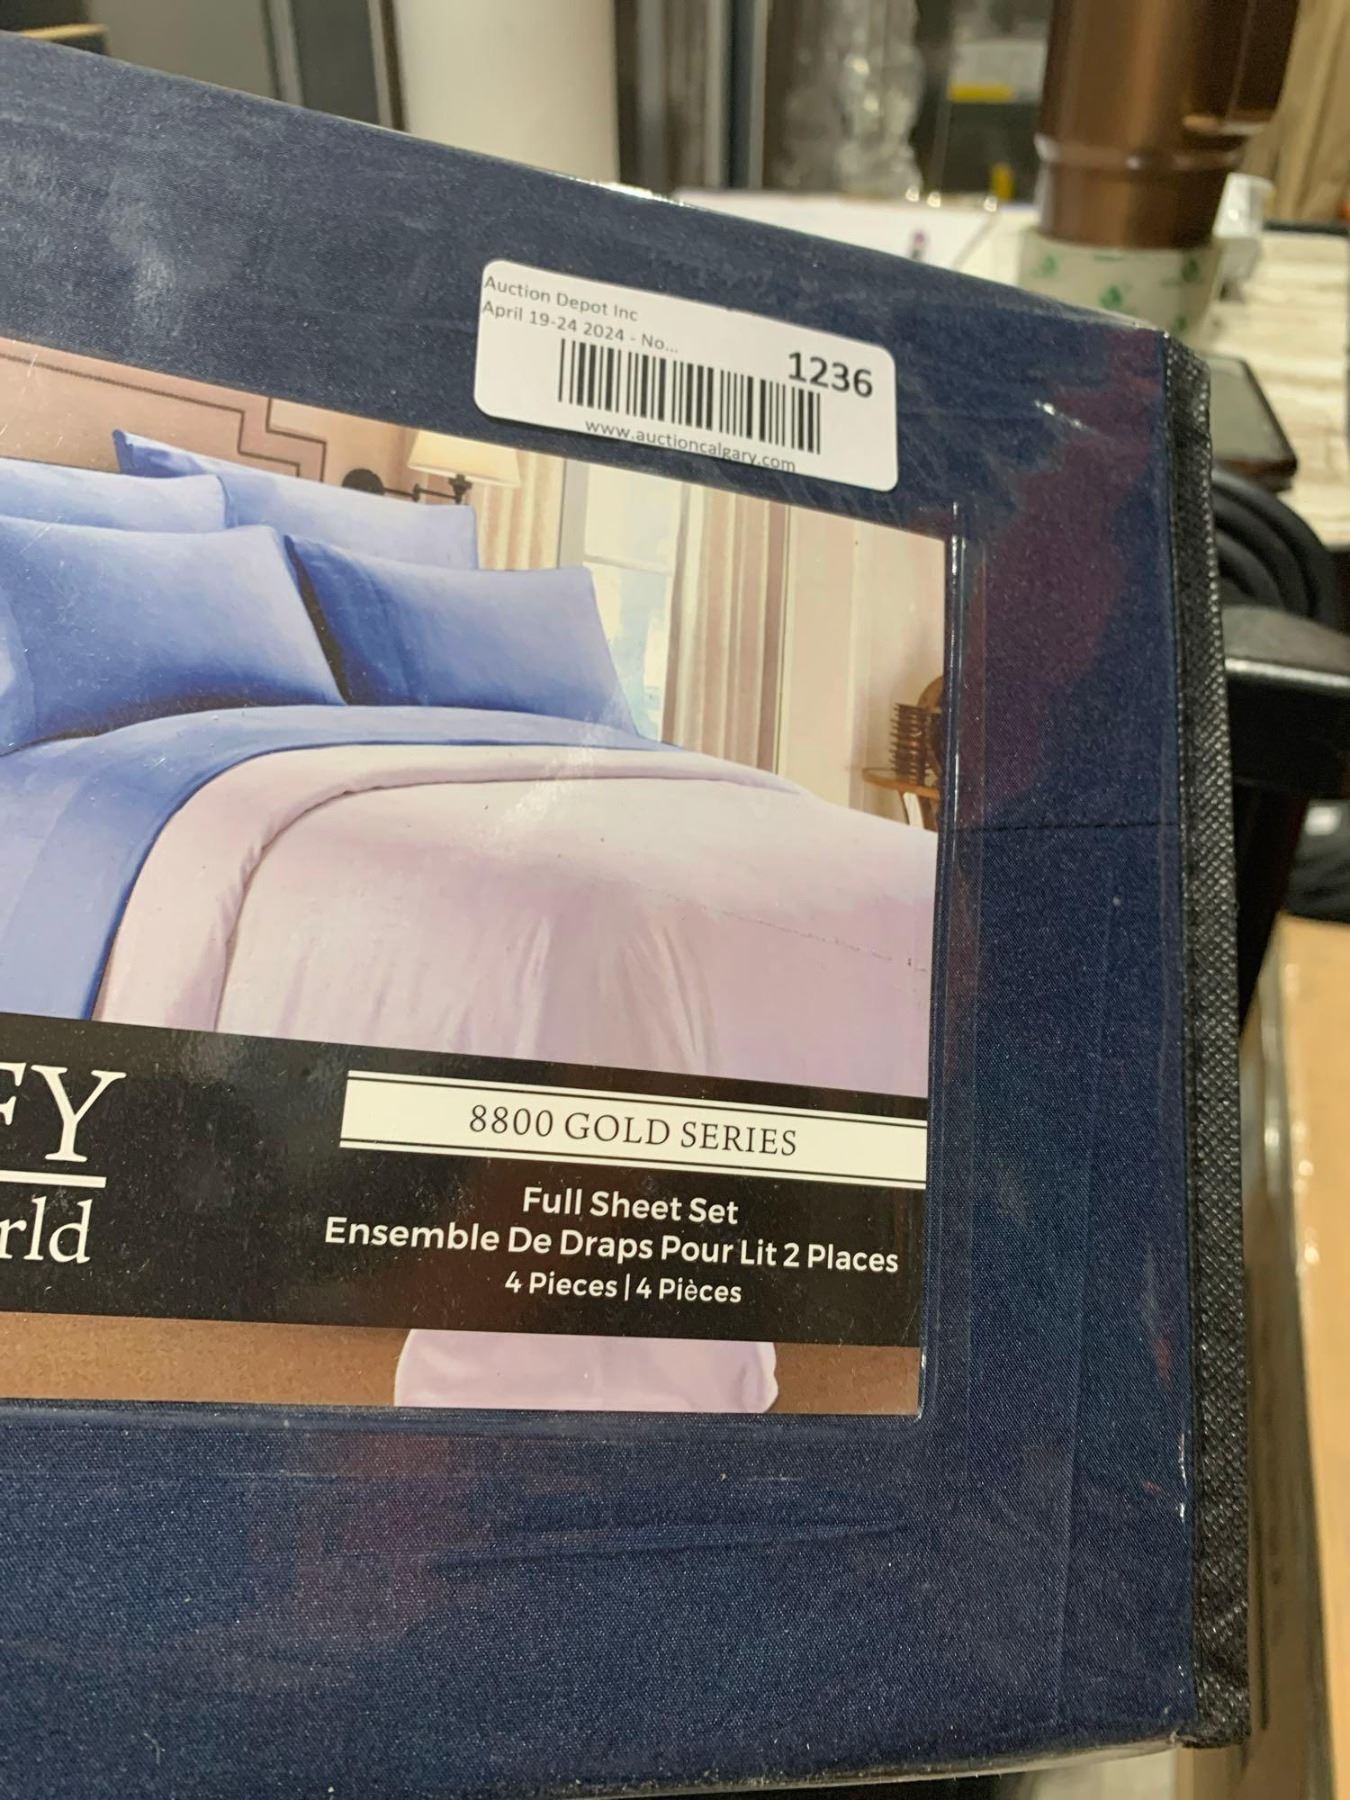 Auction Depot Inc
April 19-24 2024 - No...
1236
www.auctioncalgary.com
FY
rld
8800 GOLD SERIES
Full Sheet Set
Ensemble De Draps Pour Lit 2 Places
4 Pieces | 4 Pièces